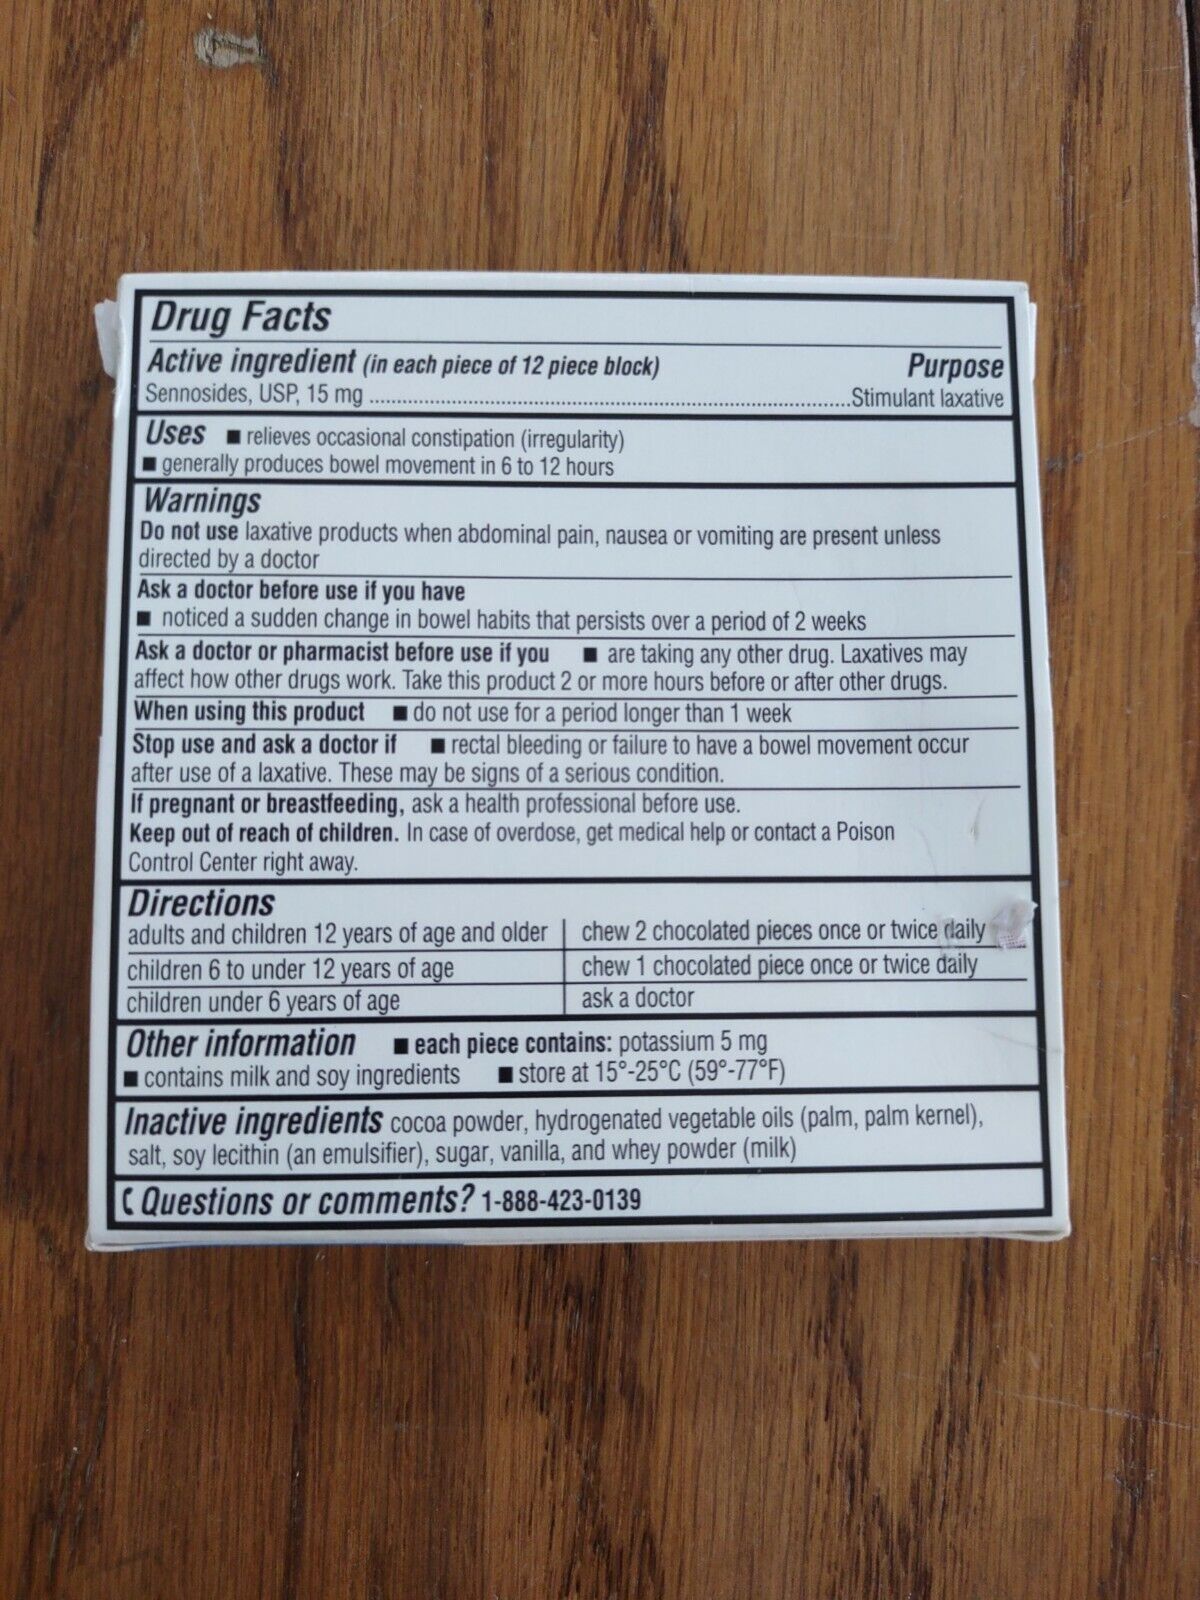 Drug Facts
Active ingredient (in each piece of 12 piece block) Purpose
Sennosides, USP, 15 mg ........................................................................................Stimulant laxative
Uses ■ relieves occasional constipation (irregularity)
■ generally produces bowel movement in 6 to 12 hours
Warnings
Do not use laxative products when abdominal pain, nausea or vomiting are present unless
directed by a doctor
Ask a doctor before use if you have
■ noticed a sudden change in bowel habits that persists over a period of 2 weeks
Ask a doctor or pharmacist before use if you ■ are taking any other drug. Laxatives may
affect how other drugs work. Take this product 2 or more hours before or after other drugs.
When using this product ■ do not use for a period longer than 1 week
Stop use and ask a doctor if ■ rectal bleeding or failure to have a bowel movement occur
after use of a laxative. These may be signs of a serious condition.
If pregnant or breastfeeding, ask a health professional before use.
Keep out of reach of children. In case of overdose, get medical help or contact a Poison
Control Center right away.
Directions
adults and children 12 years of age and older chew 2 chocolated pieces once or twice daily
children 6 to under 12 years of age chew 1 chocolated piece once or twice daily
children under 6 years of age ask a doctor
Other information ■ each piece contains: potassium 5 mg
■ contains milk and soy ingredients ■ store at 15°-25°C (59°-77°F)
Inactive ingredients cocoa powder, hydrogenated vegetable oils (palm, palm kernel),
salt, soy lecithin (an emulsifier), sugar, vanilla, and whey powder (milk)
Questions or comments? 1-888-423-0139